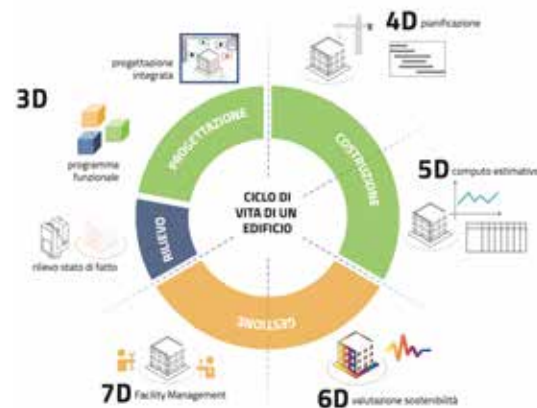 4D pianificazione
progettazione
integrata
3D
programma
funzionale
PROGETTAZIONE
COSTRUZIONE
5D computo estimativo
CICLO DI
VITA DI UN
EDIFICIO
RILIEVO
rilievo stato di fatto
GESTIONE
7D Facility Management
6D valutazione sostenibilità